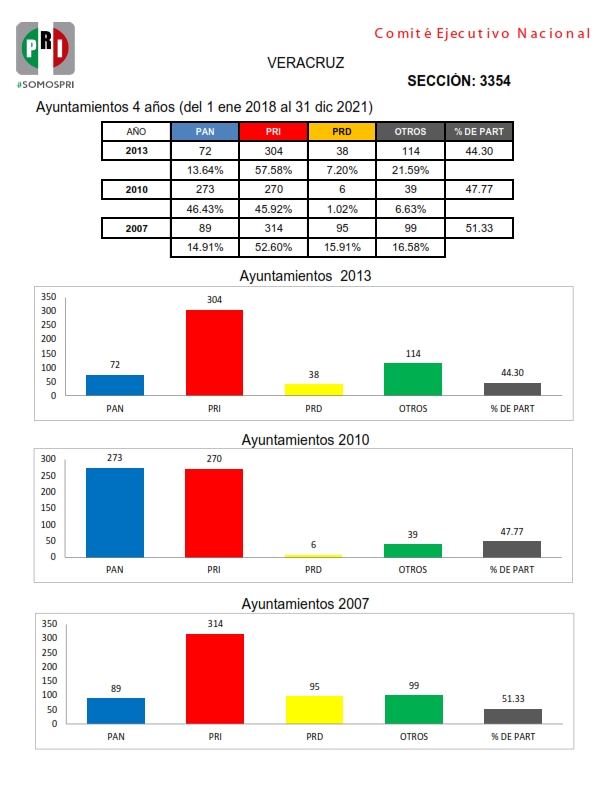 Comité Ejecutivo Nacional
PRI
#SOMOSPRI
VERACRUZ
SECCIÓN: 3354
Ayuntamientos 4 años (del 1 ene 2018 al 31 dic 2021)
AÑO PAN PRI PRD OTROS % DE PART
2013 72 304 38 114 44.30
13.64% 57.58% 7.20% 21.59%
2010 273 270 6 39 47.77
46.43% 45.92% 1.02% 6.63%
2007 89 314 95 99 51.33
14.91% 52.60% 15.91% 16.58%
Ayuntamientos 2013
350
300
250
200
150
100
50
0
72 304 38 114 44.30
PAN PRI PRD OTROS % DE PART
Ayuntamientos 2010
300
250
200
150
100
50
0
273 270 6 39 47.77
PAN PRI PRD OTROS % DE PART
Ayuntamientos 2007
350
300
250
200
150
100
50
0
89 314 95 99 51.33
PAN PRI PRD OTROS % DE PART